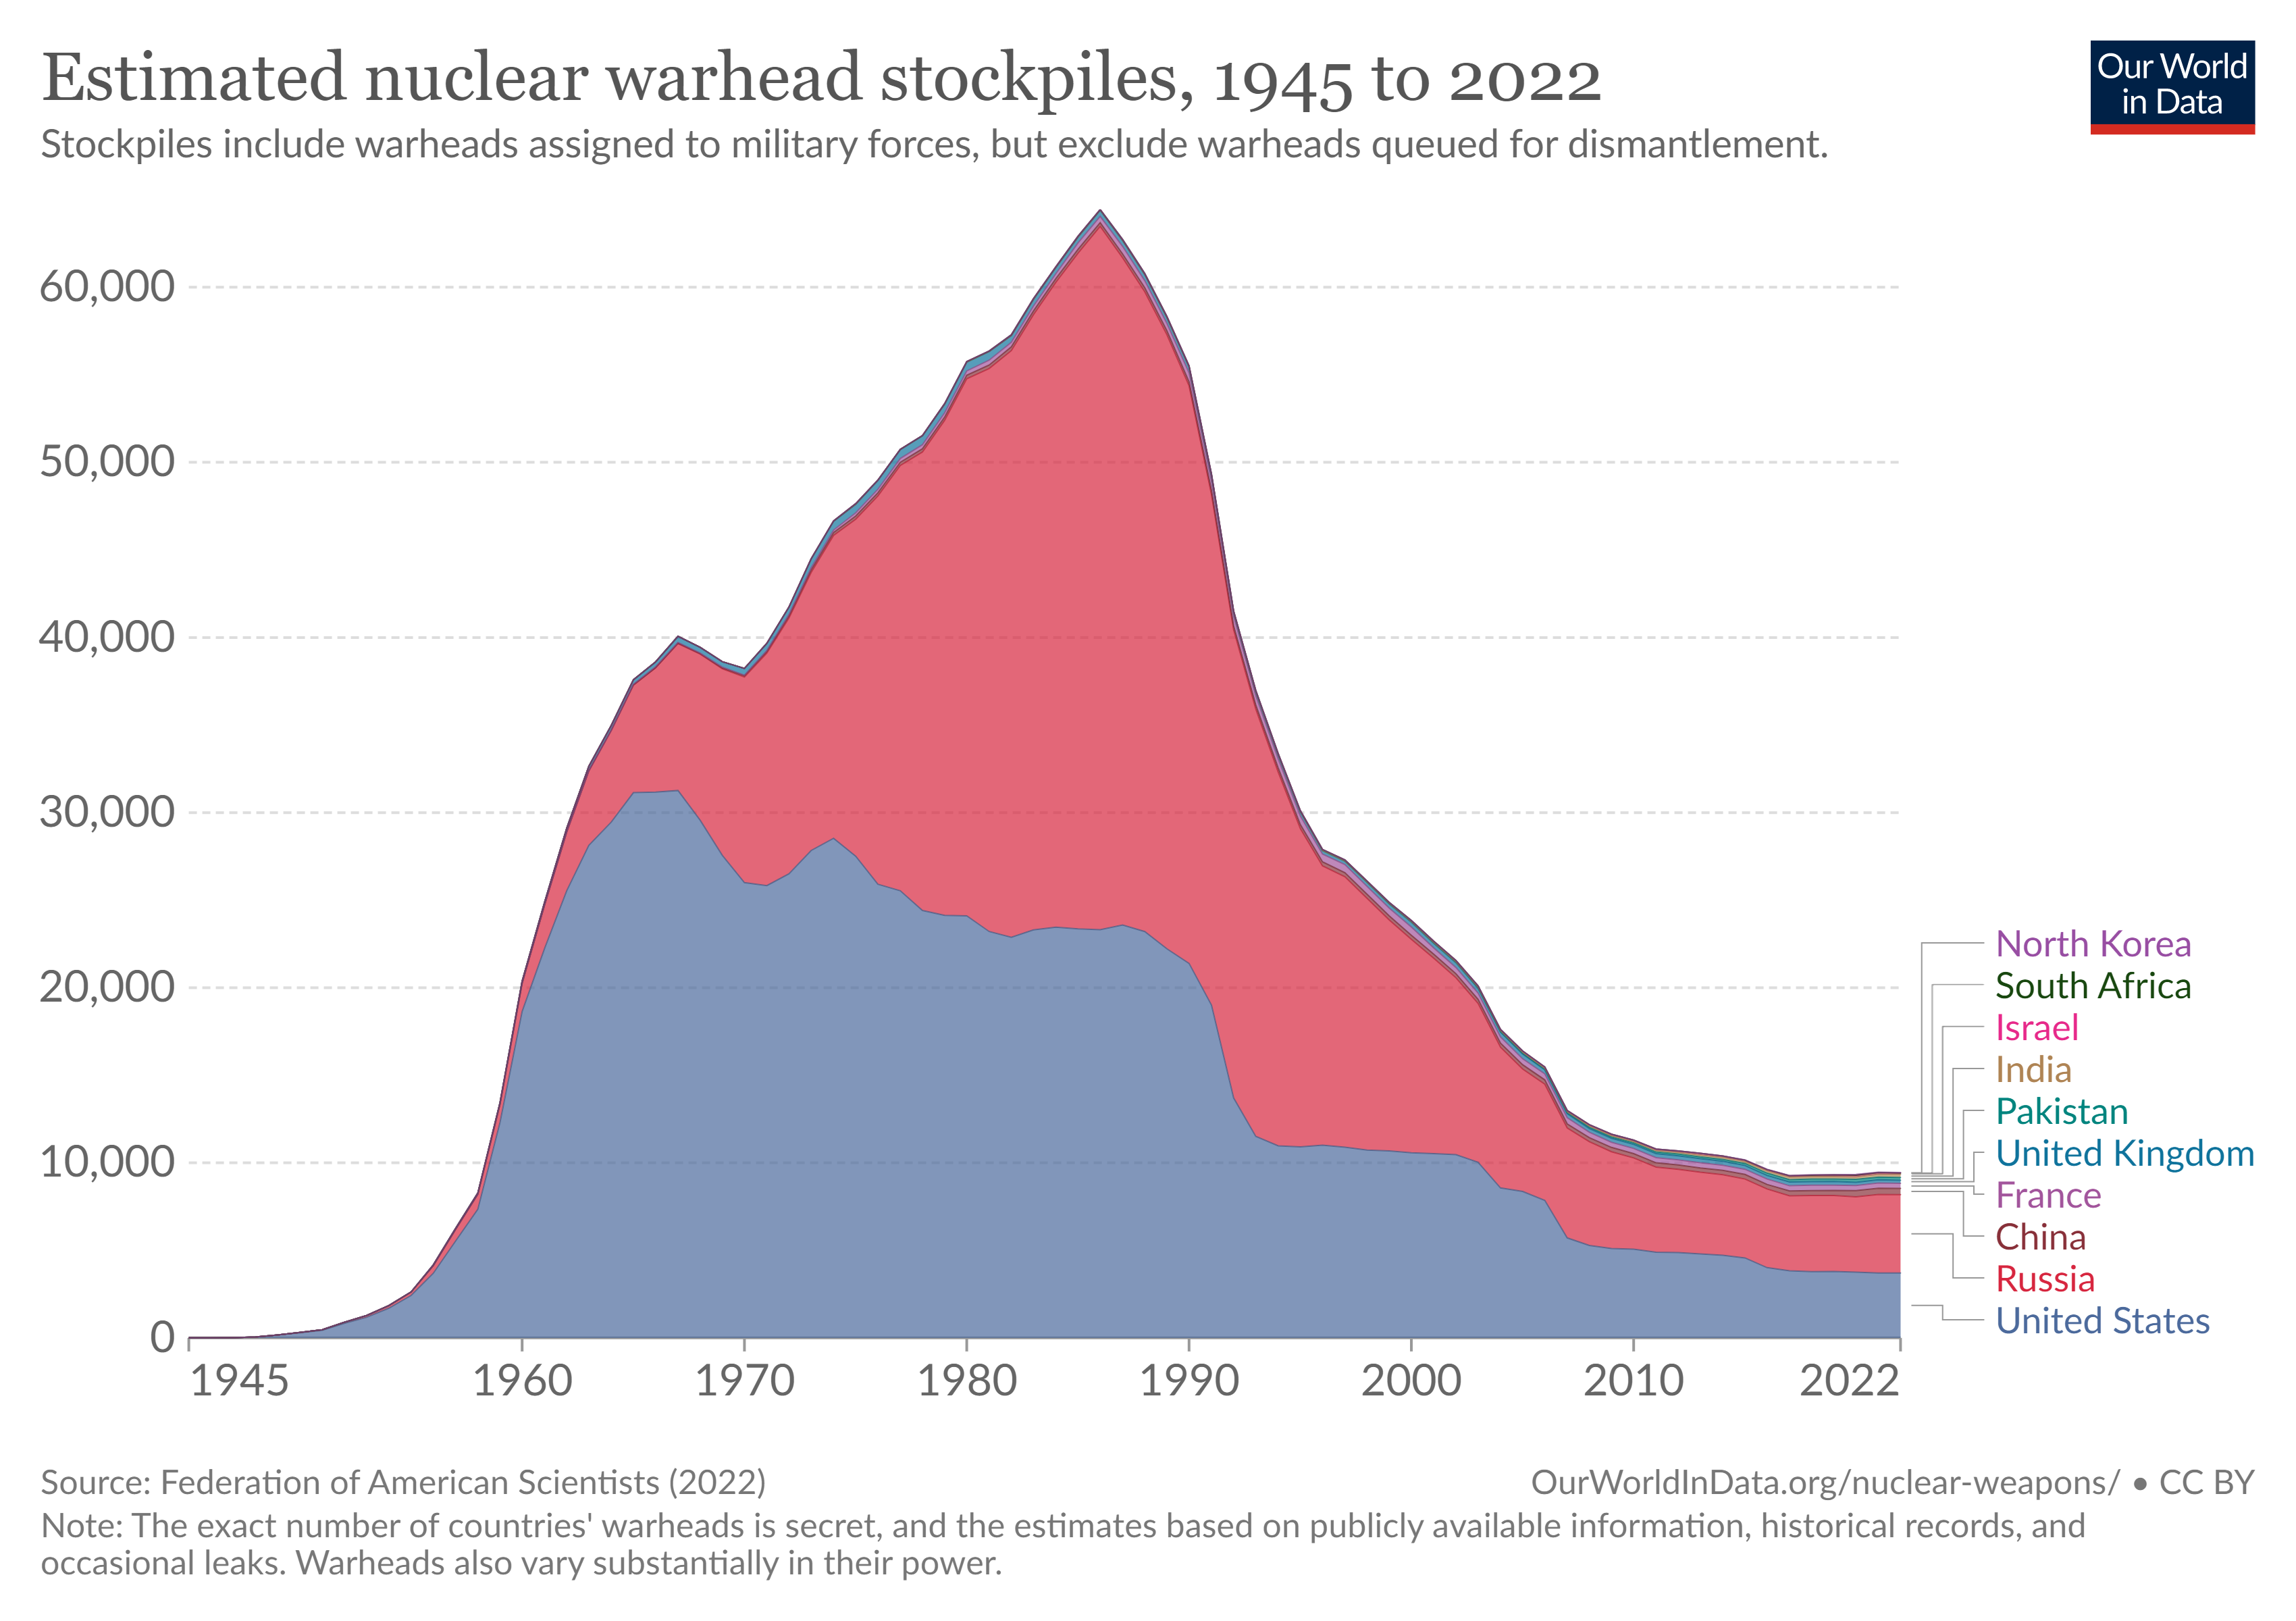 Estimated nuclear warhead stockpiles, 1945 to 2022
Our World
in Data
Stockpiles include warheads assigned to military forces, but exclude warheads queued for dismantlement.
60,000
50,000
40,000
30,000
20,000
10,000
0
1945
1960
1970
1980
1990
2000
2010
2022
North Korea
South Africa
Israel
India
Pakistan
United Kingdom
France
China
Russia
United States
Source: Federation of American Scientists (2022)
OurWorldInData.org/nuclear-weapons/ • CC BY
Note: The exact number of countries' warheads is secret, and the estimates based on publicly available information, historical records, and
occasional leaks. Warheads also vary substantially in their power.